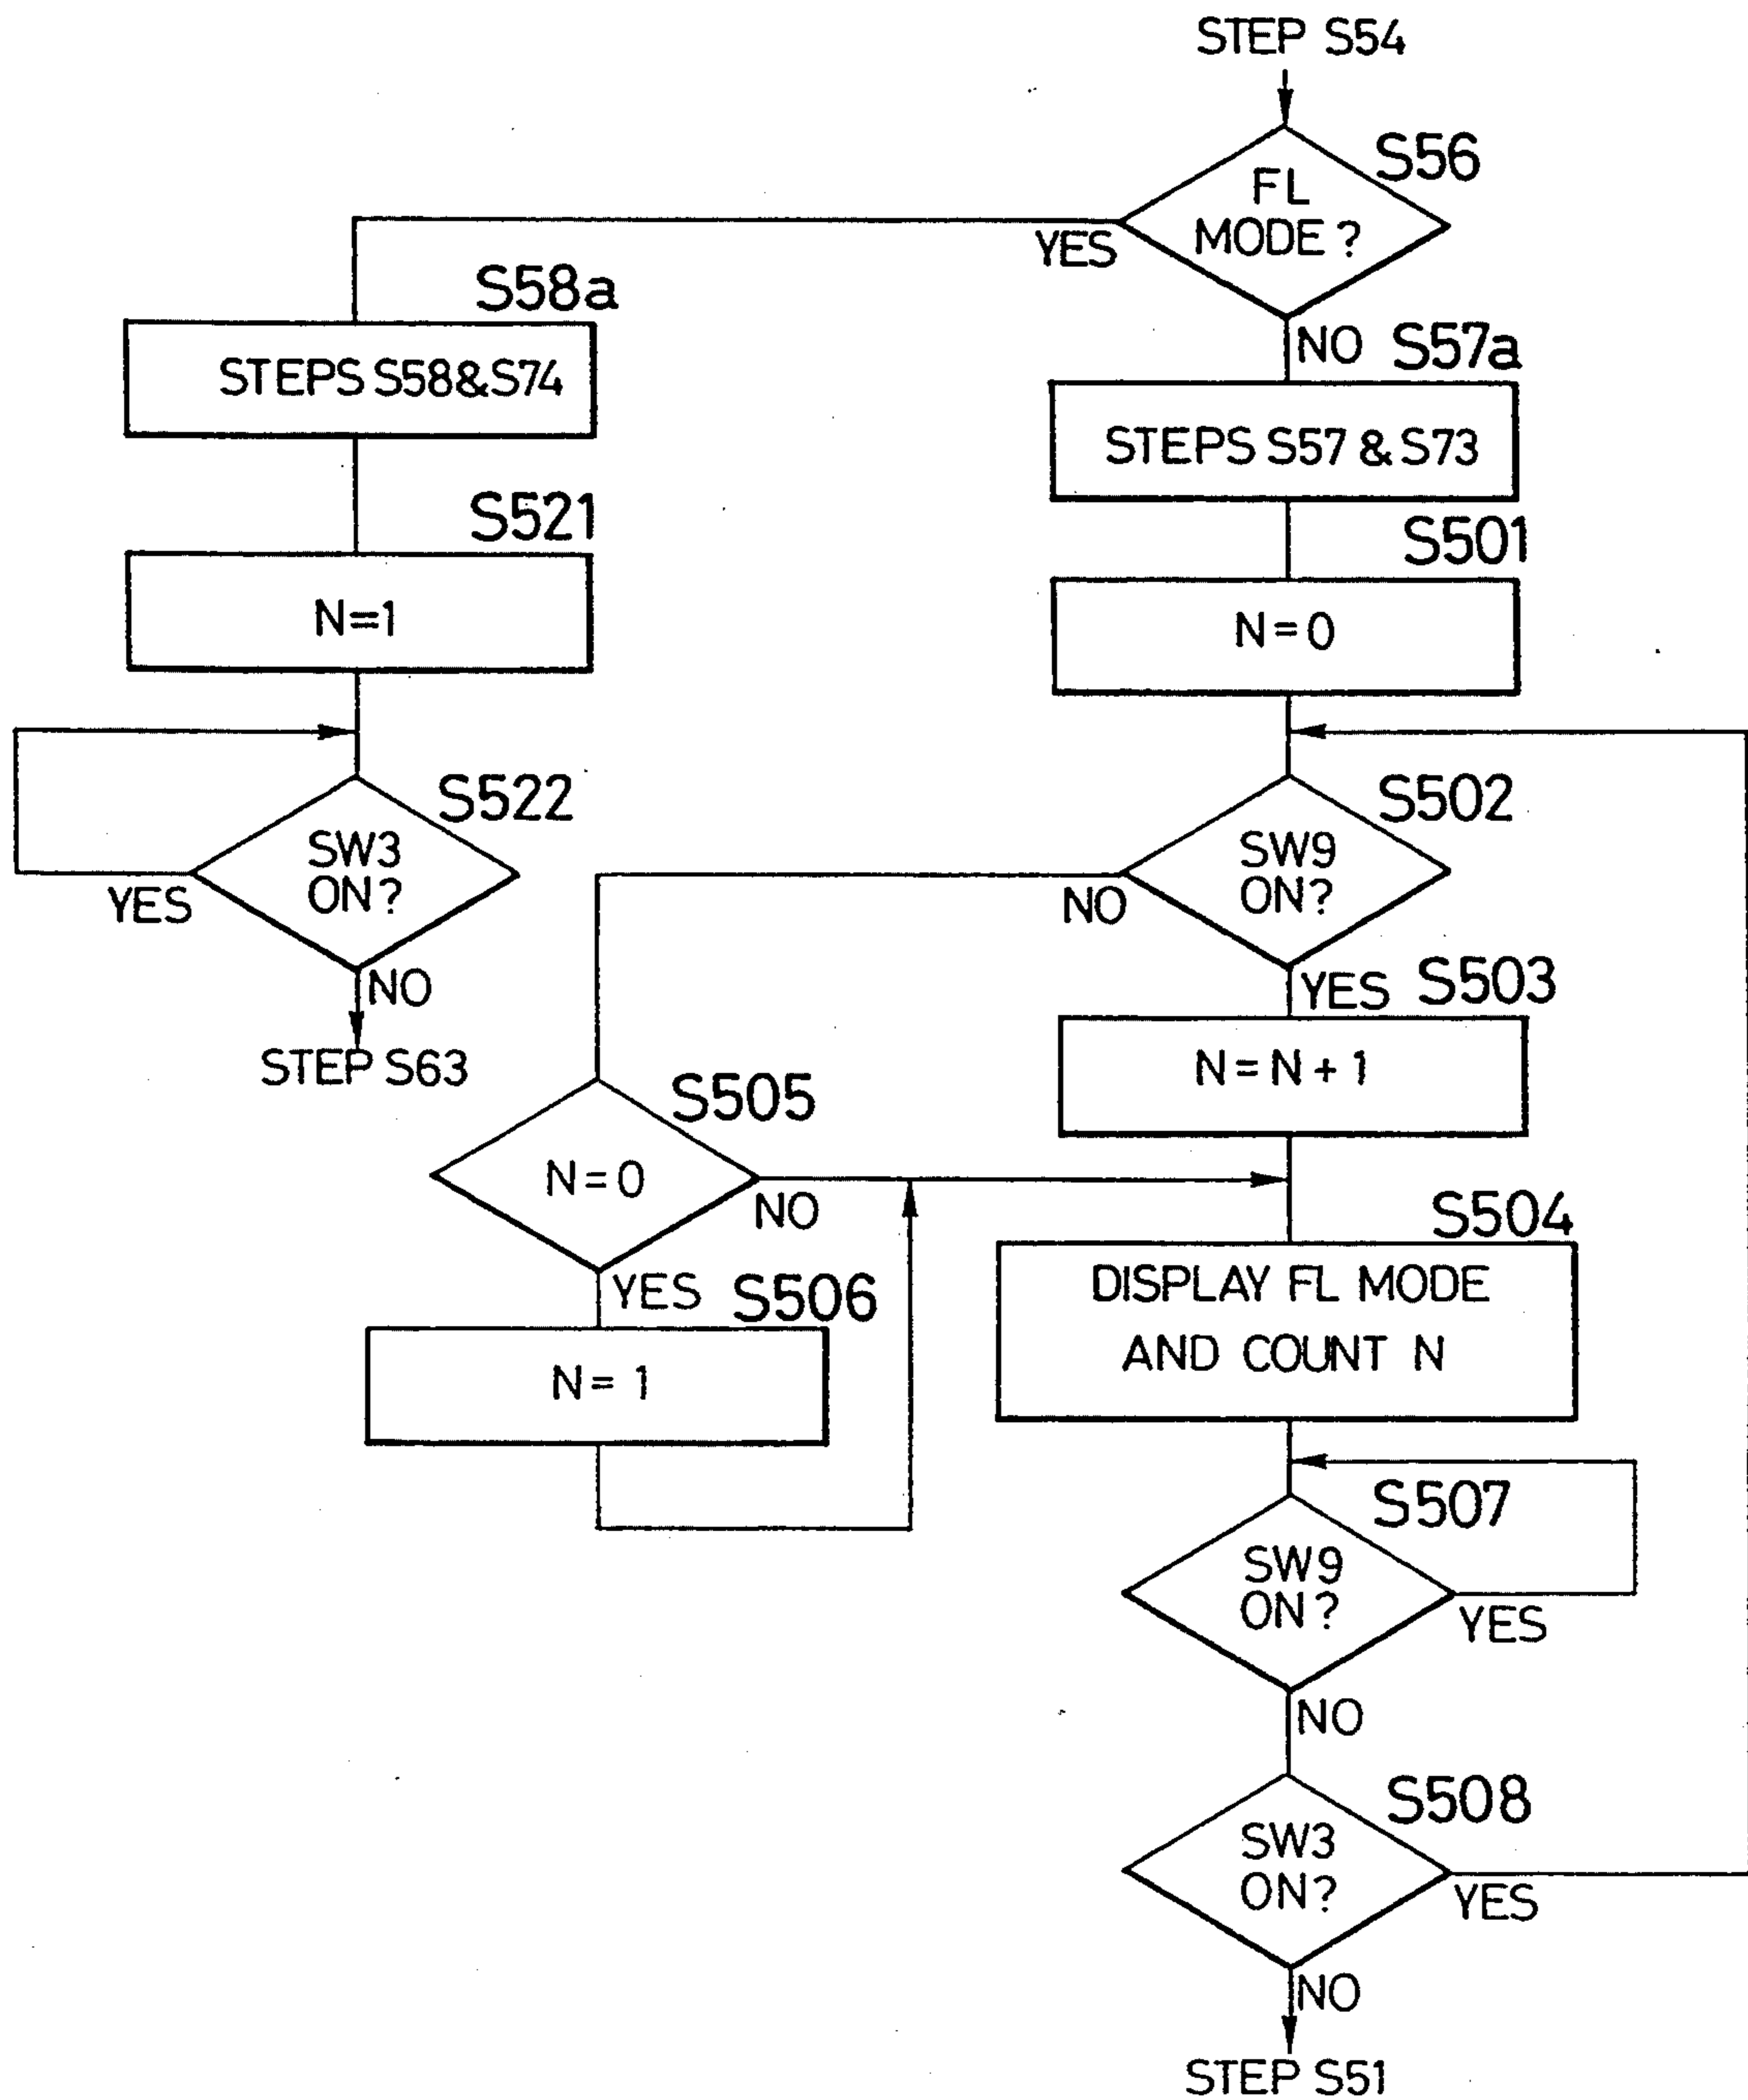 STEP S54
S56
FL
MODE ?
YES
NO
S58a
STEPS S58&S74
S57a
STEPS S57 & S73
S521
N=1
S501
N=0
S522
SW3
ON?
YES
NO
STEP S63
S502
SW9
ON?
NO
YES
S503
N=N+1
S505
N=0
NO
YES
S506
N=1
S504
DISPLAY FL MODE
AND COUNT N
S507
SW9
ON?
YES
NO
S508
SW3
ON?
YES
NO
STEP S51